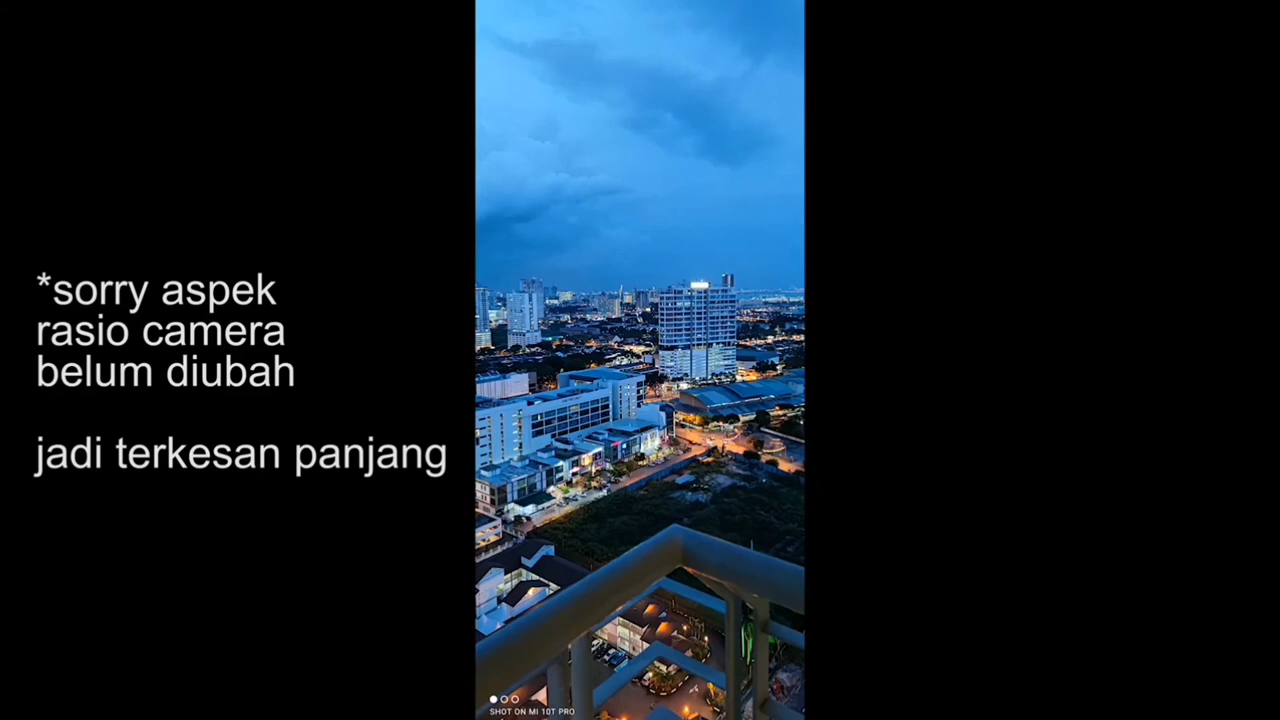 *sorry aspek
rasio camera
belum diubah
jadi terkesan panjang
SHOT ON MI 10T PRO